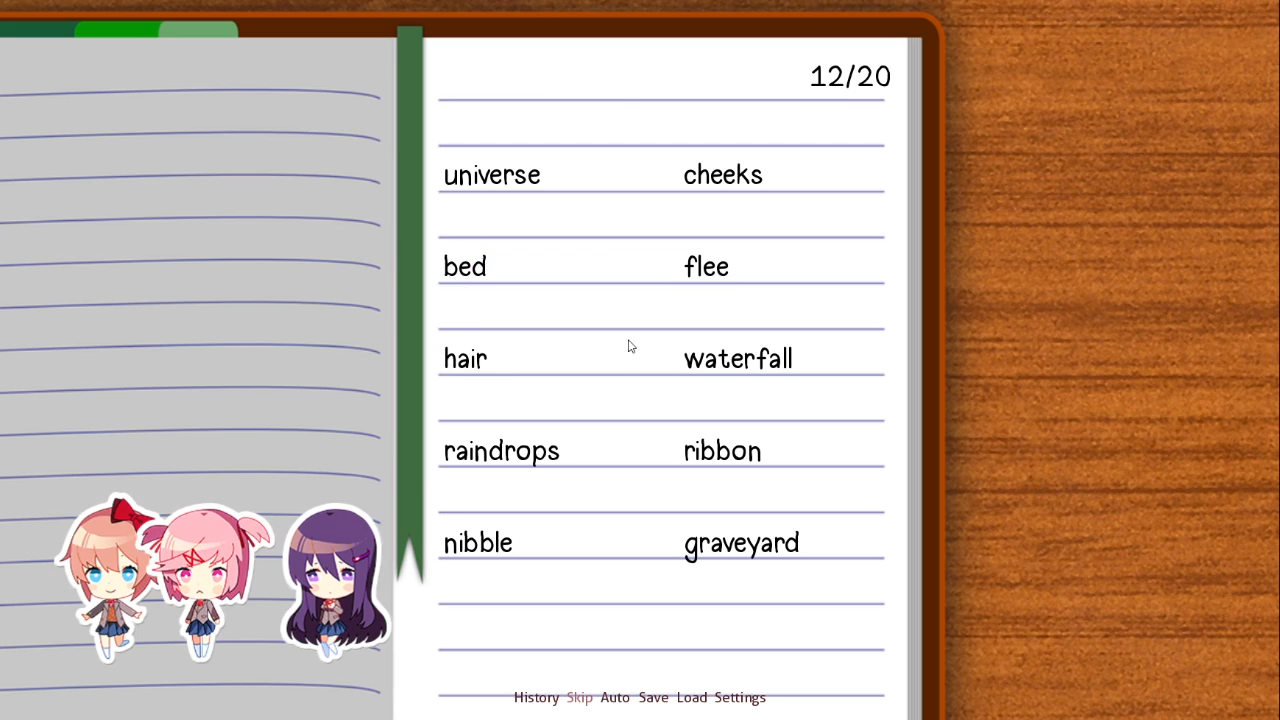 12/20
universe cheeks
bed flee
hair waterfall
raindrops ribbon
nibble graveyard
History Skip Auto Save Load Settings